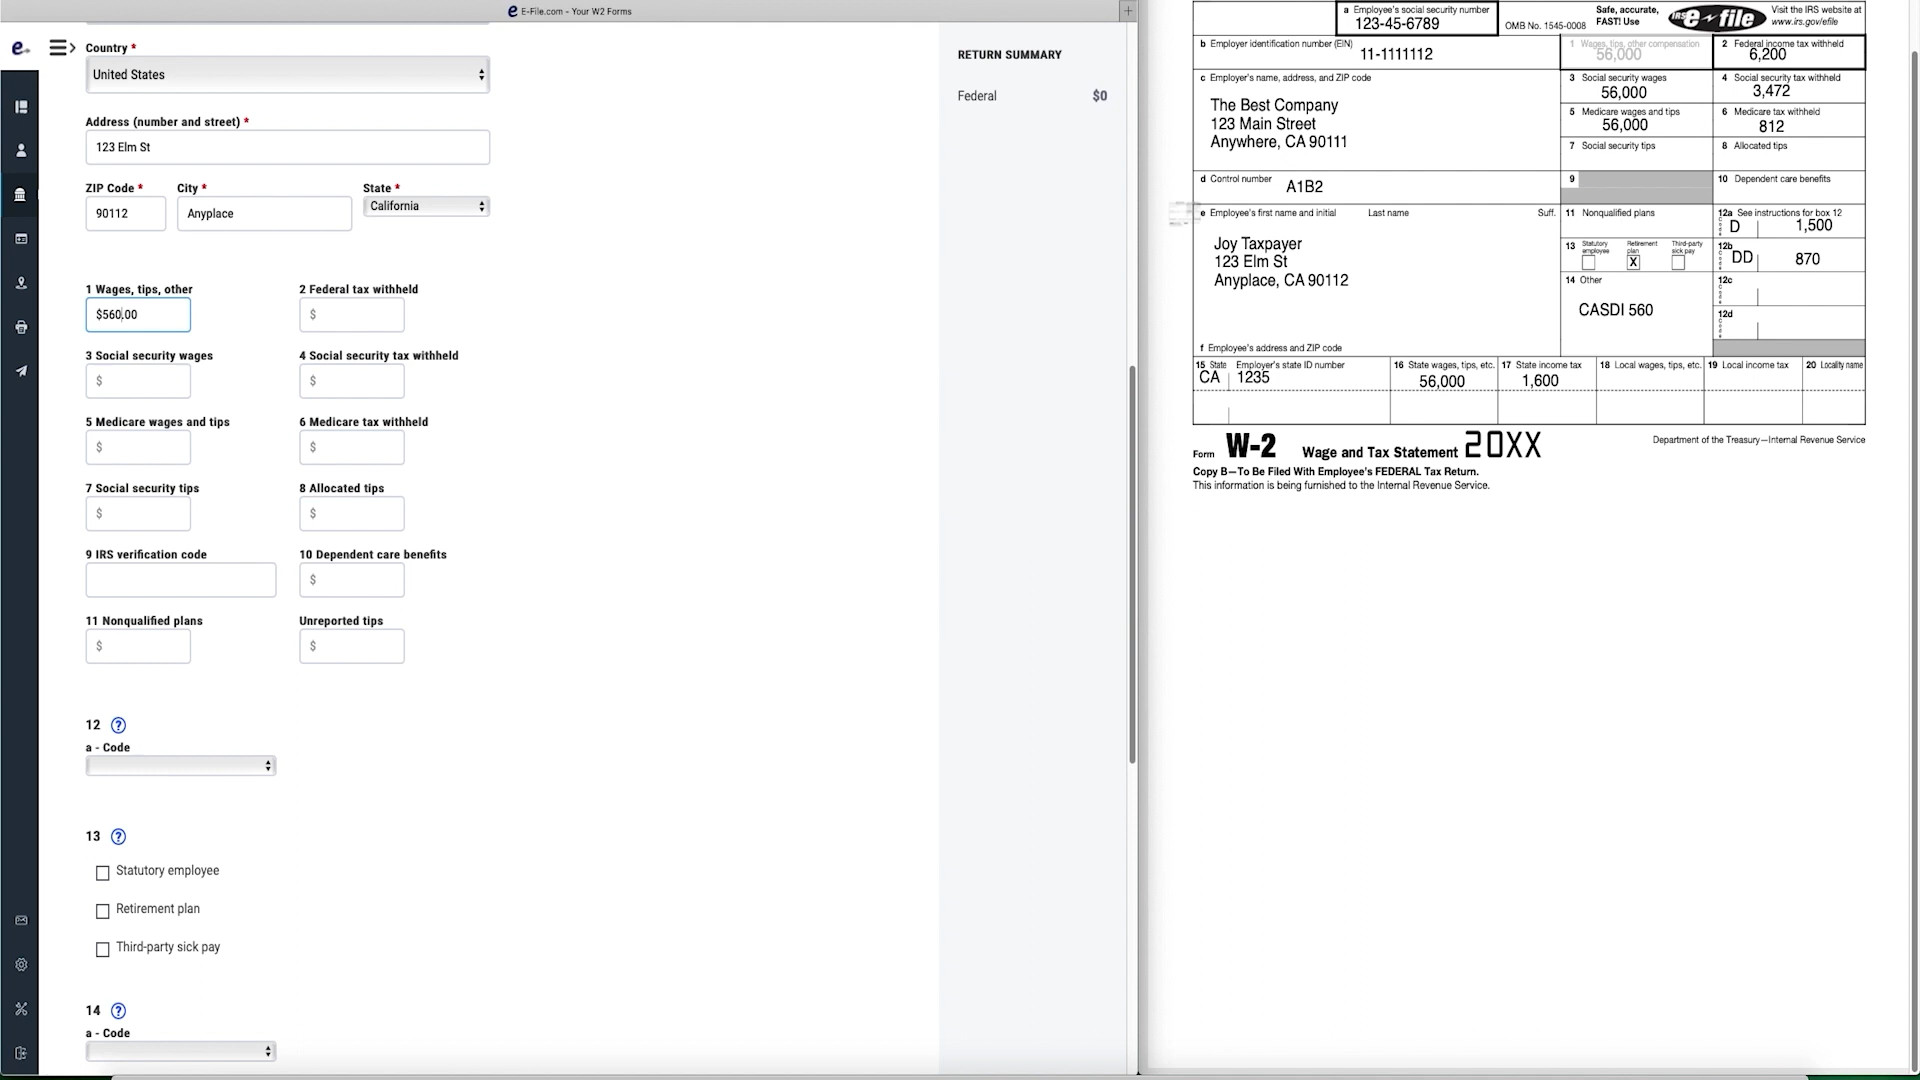 E-File.com - Your W2 Forms
+
e
Country *
United States
Address (number and street) *
123 Elm St
ZIP Code * City * State *
90112 Anyplace California
1 Wages, tips, other 2 Federal tax withheld
$560.00 $
3 Social security wages 4 Social security tax withheld
$ $
5 Medicare wages and tips 6 Medicare tax withheld
$ $
7 Social security tips 8 Allocated tips
$ $
9 IRS verification code 10 Dependent care benefits
$
11 Nonqualified plans Unreported tips
$ $
12 ?
a - Code
13 ?
Statutory employee
Retirement plan
Third-party sick pay
14 ?
a - Code
RETURN SUMMARY
Federal $0
a Employee's social security number
123-45-6789
OMB No. 1545-0008
Safe, accurate,
FAST! Use
IRS e-file
Visit the IRS website at
www.irs.gov/efile
b Employer identification number (EIN)
11-1111112
1 Wages, tips, other compensation
56,000
2 Federal income tax withheld
6,200
c Employer's name, address, and ZIP code
The Best Company
123 Main Street
Anywhere, CA 90111
3 Social security wages
56,000
4 Social security tax withheld
3,472
5 Medicare wages and tips
56,000
6 Medicare tax withheld
812
7 Social security tips
8 Allocated tips
d Control number
A1B2
9
10 Dependent care benefits
e Employee's first name and initial Last name Suff.
Joy Taxpayer
123 Elm St
Anyplace, CA 90112
11 Nonqualified plans
12a See instructions for box 12
Code D 1,500
13 Statutory employee Retirement plan Third-party sick pay
X
12b
Code DD 870
14 Other
CASDI 560
12c
Code
12d
Code
f Employee's address and ZIP code
15 State Employer's state ID number
CA 1235
16 State wages, tips, etc.
56,000
17 State income tax
1,600
18 Local wages, tips, etc.
19 Local income tax
20 Locality name
Form W-2 Wage and Tax Statement 20XX
Department of the Treasury—Internal Revenue Service
Copy B—To Be Filed With Employee's FEDERAL Tax Return.
This information is being furnished to the Internal Revenue Service.